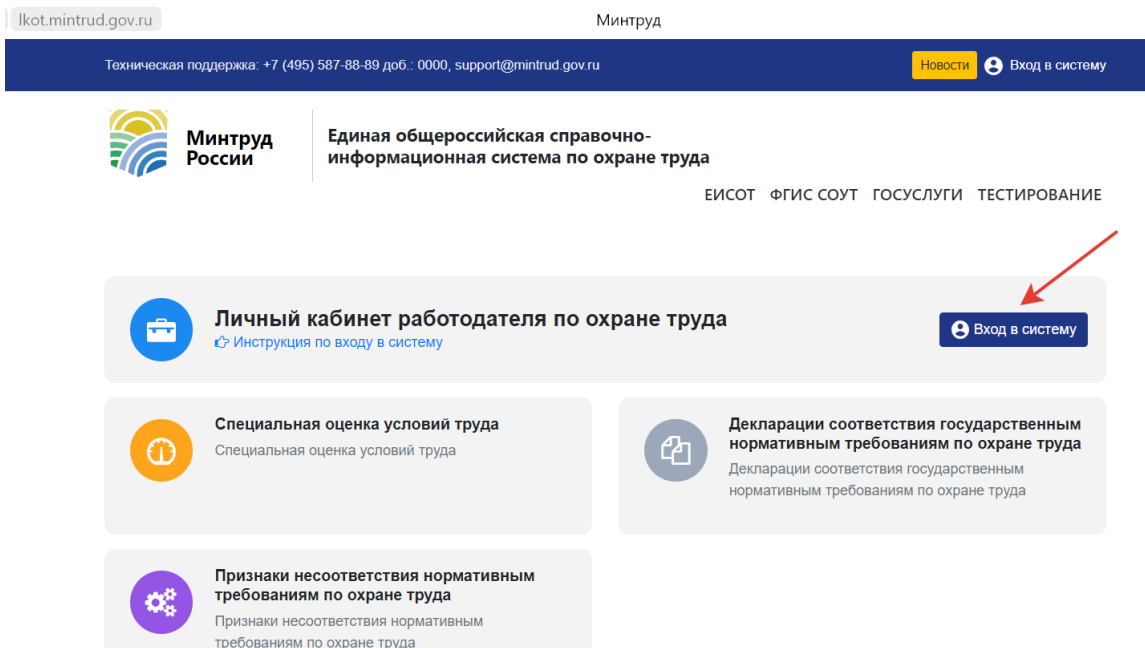 lkot.mintrud.gov.ru
Минтруд
Техническая поддержка: +7 (495) 587-88-89 доб.: 0000, support@mintrud.gov.ru
Новости
Вход в систему
Минтруд
России
Единая общероссийская справочно-
информационная система по охране труда
ЕИСОТ ФГИС СОУТ ГОСУСЛУГИ ТЕСТИРОВАНИЕ
Личный кабинет работодателя по охране труда
Инструкция по входу в систему
Вход в систему
Специальная оценка условий труда
Специальная оценка условий труда
Декларации соответствия государственным
нормативным требованиям по охране труда
Декларации соответствия государственным
нормативным требованиям по охране труда
Признаки несоответствия нормативным
требованиям по охране труда
Признаки несоответствия нормативным
требованиям по охране труда